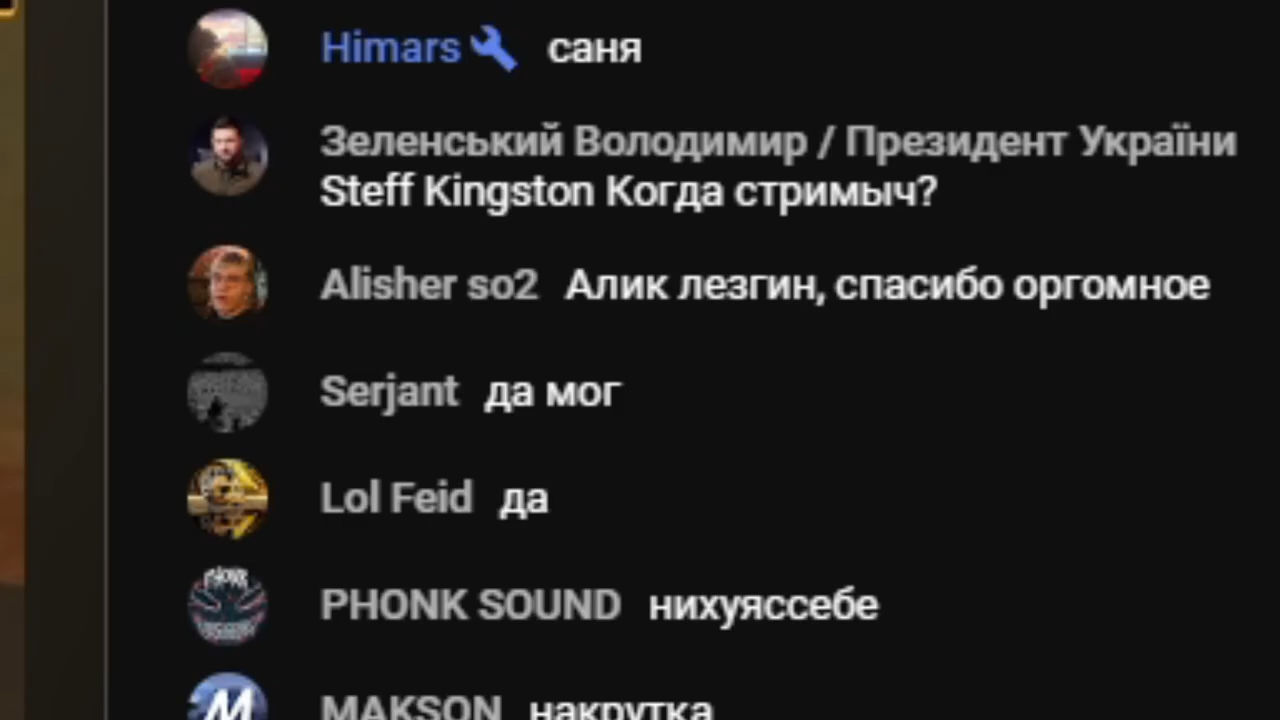 Himars саня
Зеленський Володимир / Президент України
Steff Kingston Когда стримыч?
Alisher so2 Алик лезгин, спасибо оргомное
Serjant да мог
Lol Feid да
PHONK SOUND нихуяссебе
MAKSON накрутка